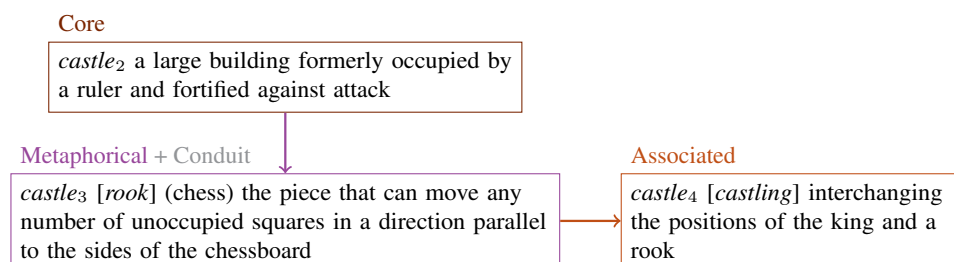 Core
castle₂ a large building formerly occupied by
a ruler and fortified against attack
Metaphorical + Conduit
castle₃ [rook] (chess) the piece that can move any
number of unoccupied squares in a direction parallel
to the sides of the chessboard
Associated
castle₄ [castling] interchanging
the positions of the king and a
rook